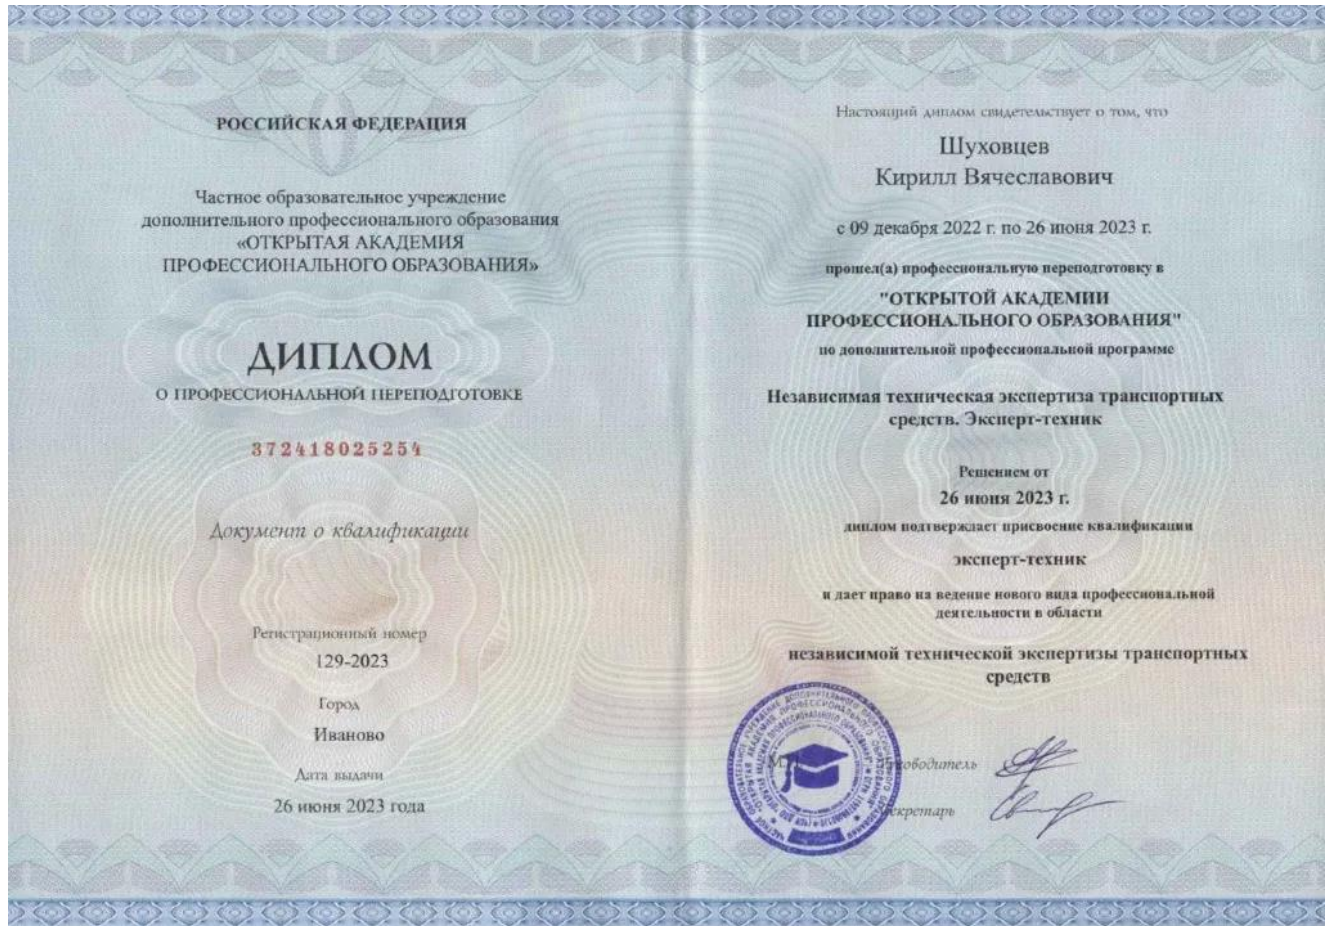 РОССИЙСКАЯ ФЕДЕРАЦИЯ
Частное образовательное учреждение
дополнительного профессионального образования
«ОТКРЫТАЯ АКАДЕМИЯ
ПРОФЕССИОНАЛЬНОГО ОБРАЗОВАНИЯ»
ДИПЛОМ
О ПРОФЕССИОНАЛЬНОЙ ПЕРЕПОДГОТОВКЕ
372418025254
Документ о квалификации
Регистрационный номер
129-2023
Город
Иваново
Дата выдачи
26 июня 2023 года
Настоящий диплом свидетельствует о том, что
Шуховцев
Кирилл Вячеславович
с 09 декабря 2022 г. по 26 июня 2023 г.
прошел(а) профессиональную переподготовку в
"ОТКРЫТОЙ АКАДЕМИИ
ПРОФЕССИОНАЛЬНОГО ОБРАЗОВАНИЯ"
по дополнительной профессиональной программе
Независимая техническая экспертиза транспортных
средств. Эксперт-техник
Решением от
26 июня 2023 г.
диплом подтверждает присвоение квалификации
эксперт-техник
и дает право на ведение нового вида профессиональной
деятельности в области
независимой технической экспертизы транспортных
средств
Руководитель
Секретарь